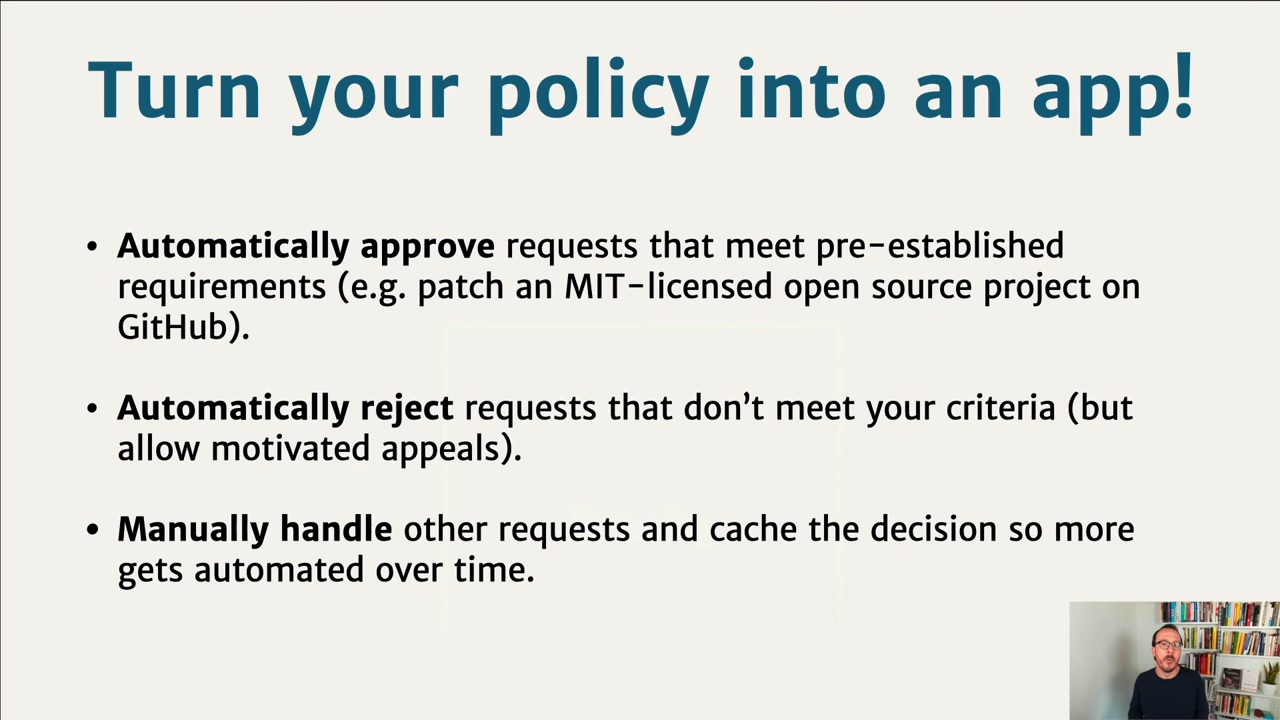 Turn your policy into an app!
• Automatically approve requests that meet pre-established
requirements (e.g. patch an MIT-licensed open source project on
GitHub).
• Automatically reject requests that don’t meet your criteria (but
allow motivated appeals).
• Manually handle other requests and cache the decision so more
gets automated over time.